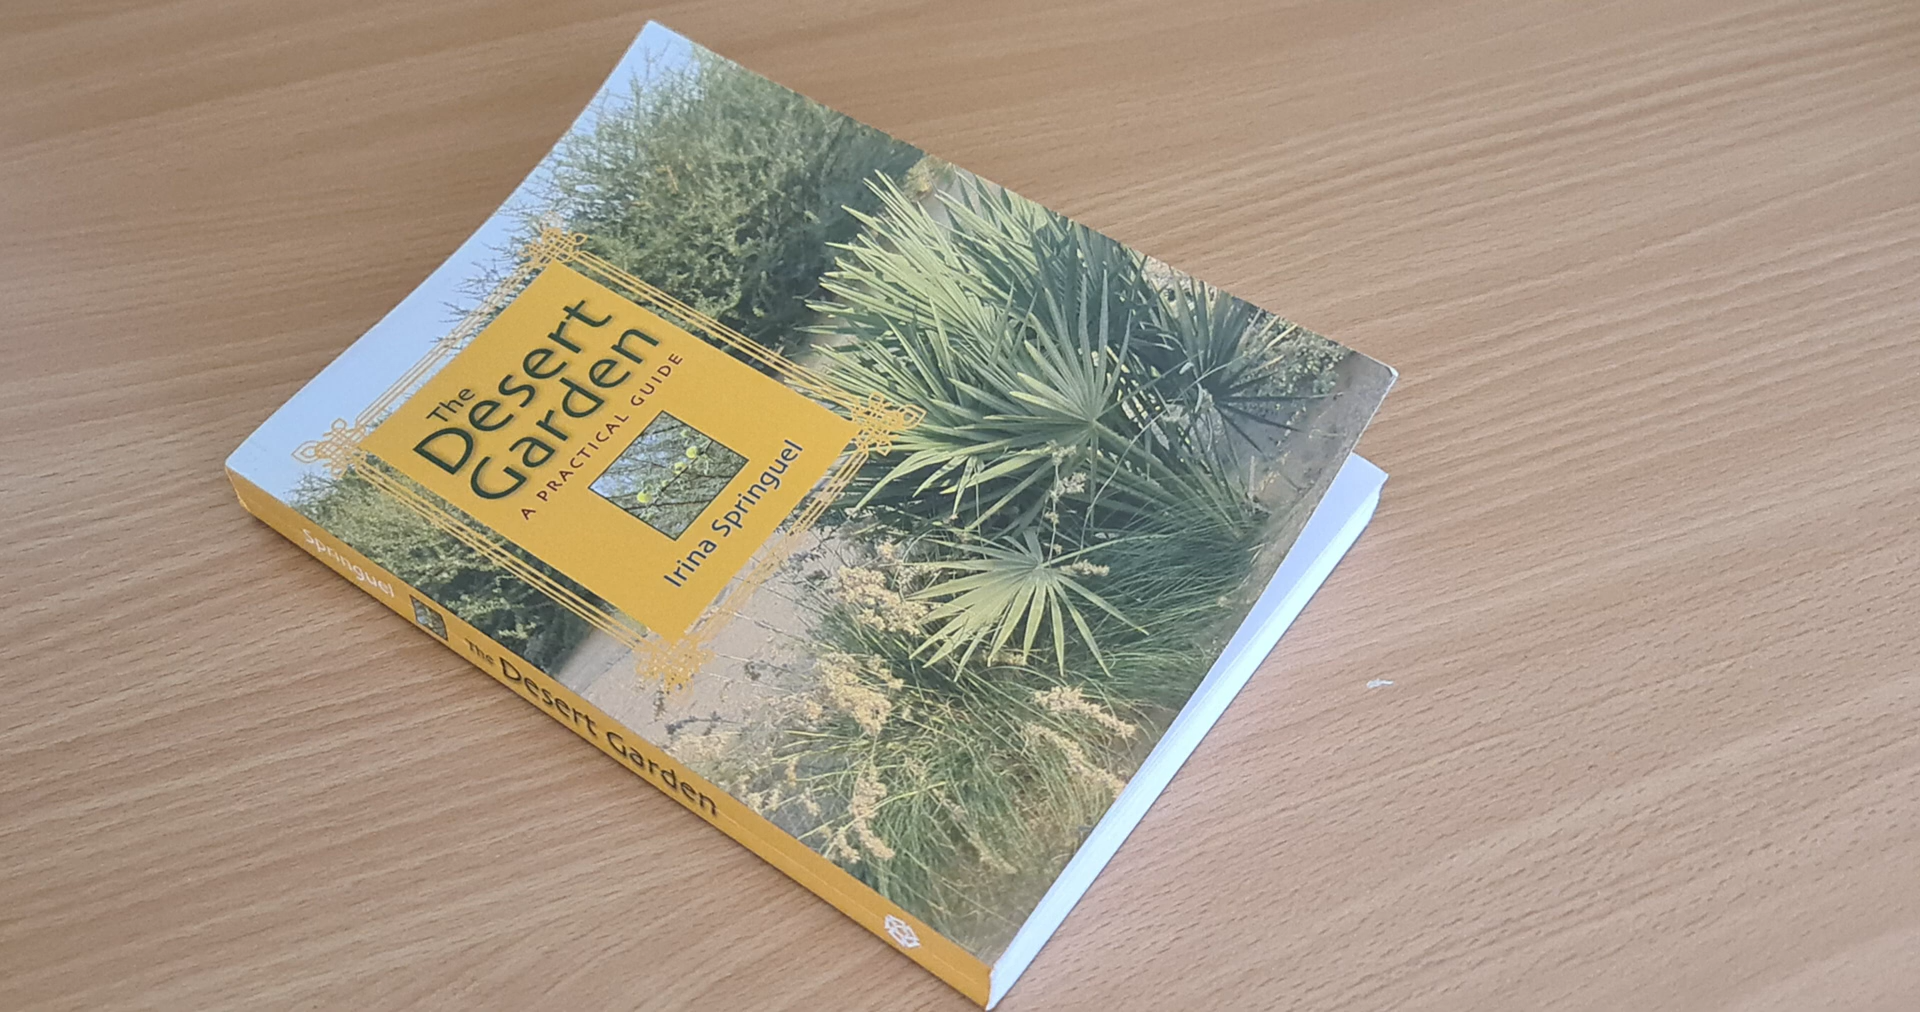 The
Desert
Garden
A PRACTICAL GUIDE
Irina Springuel
Springuel
The Desert Garden